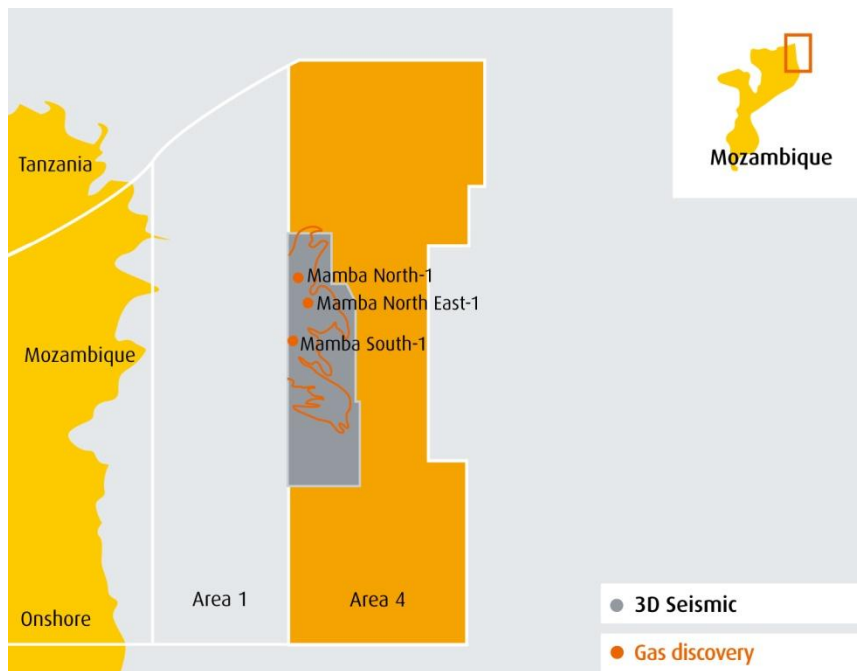 Mozambique
Tanzania
Mamba North-1
Mamba North East-1
Mamba South-1
Mozambique
Area 1
Area 4
Onshore
3D Seismic
Gas discovery